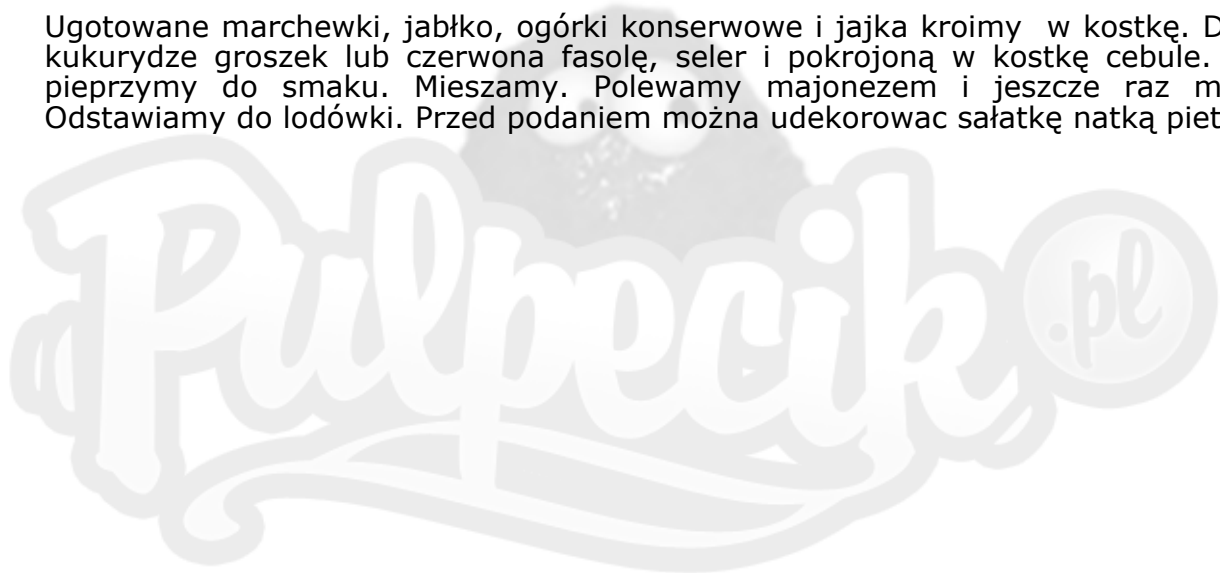 Ugotowane marchewki, jabłko, ogórki konserwowe i jajka kroimy  w kostkę.
kukurydze groszek lub czerwona fasolę, seler i pokrojoną w kostkę cebule.
pieprzymy do smaku. Mieszamy. Polewamy majonezem i jeszcze raz
Odstawiamy do lodówki. Przed podaniem można udekorowac sałatkę natką
Pulpecik.pl